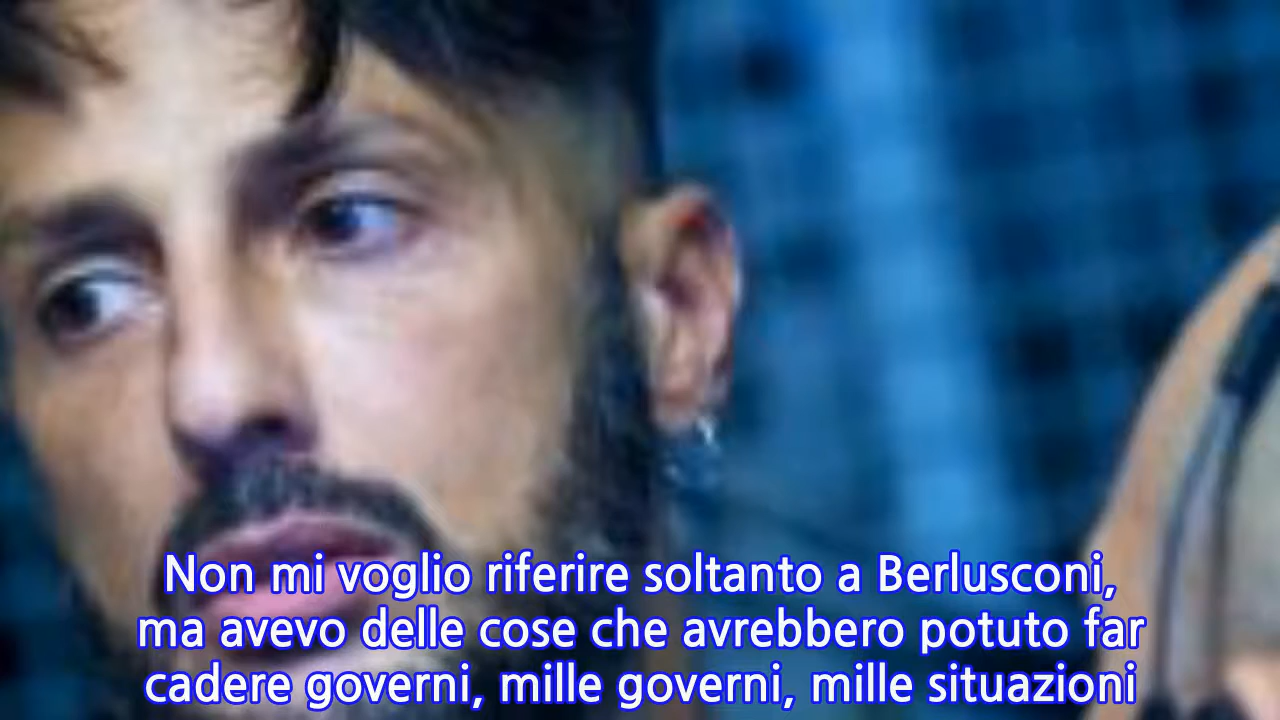 Non mi voglio riferire soltanto a Berlusconi,
ma avevo delle cose che avrebbero potuto far
cadere governi, mille governi, mille situazioni